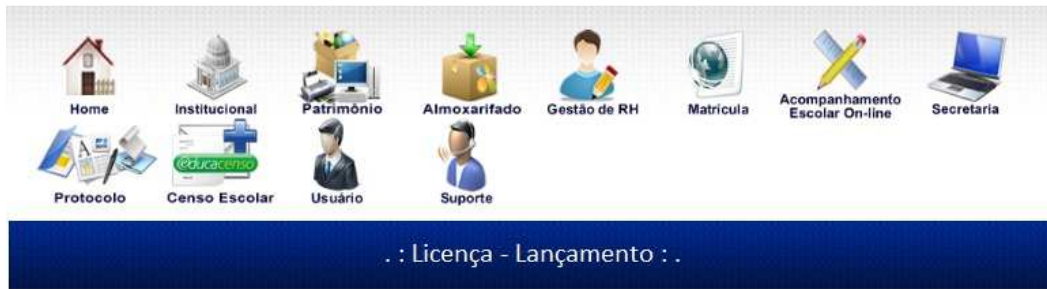 Home
Institucional
Patrimônio
Almoxarifado
Gestão de RH
Matrícula
Acompanhamento
Escolar On-line
Secretaria
Protocolo
educacenso
Censo Escolar
Usuário
Suporte
. : Licença - Lançamento : .